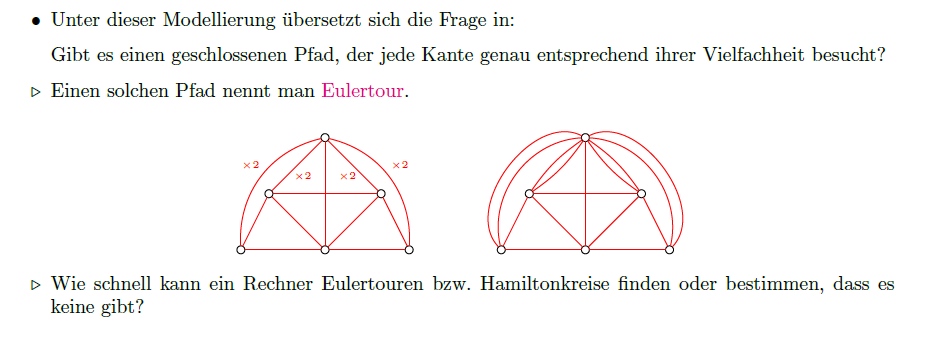 • Unter dieser Modellierung übersetzt sich die Frage in:
Gibt es einen geschlossenen Pfad, der jede Kante genau entsprechend ihrer Vielfachheit besucht?
▷ Einen solchen Pfad nennt man Eulertour.
×2 ×2
×2 ×2
▷ Wie schnell kann ein Rechner Eulertouren bzw. Hamiltonkreise finden oder bestimmen, dass es
keine gibt?